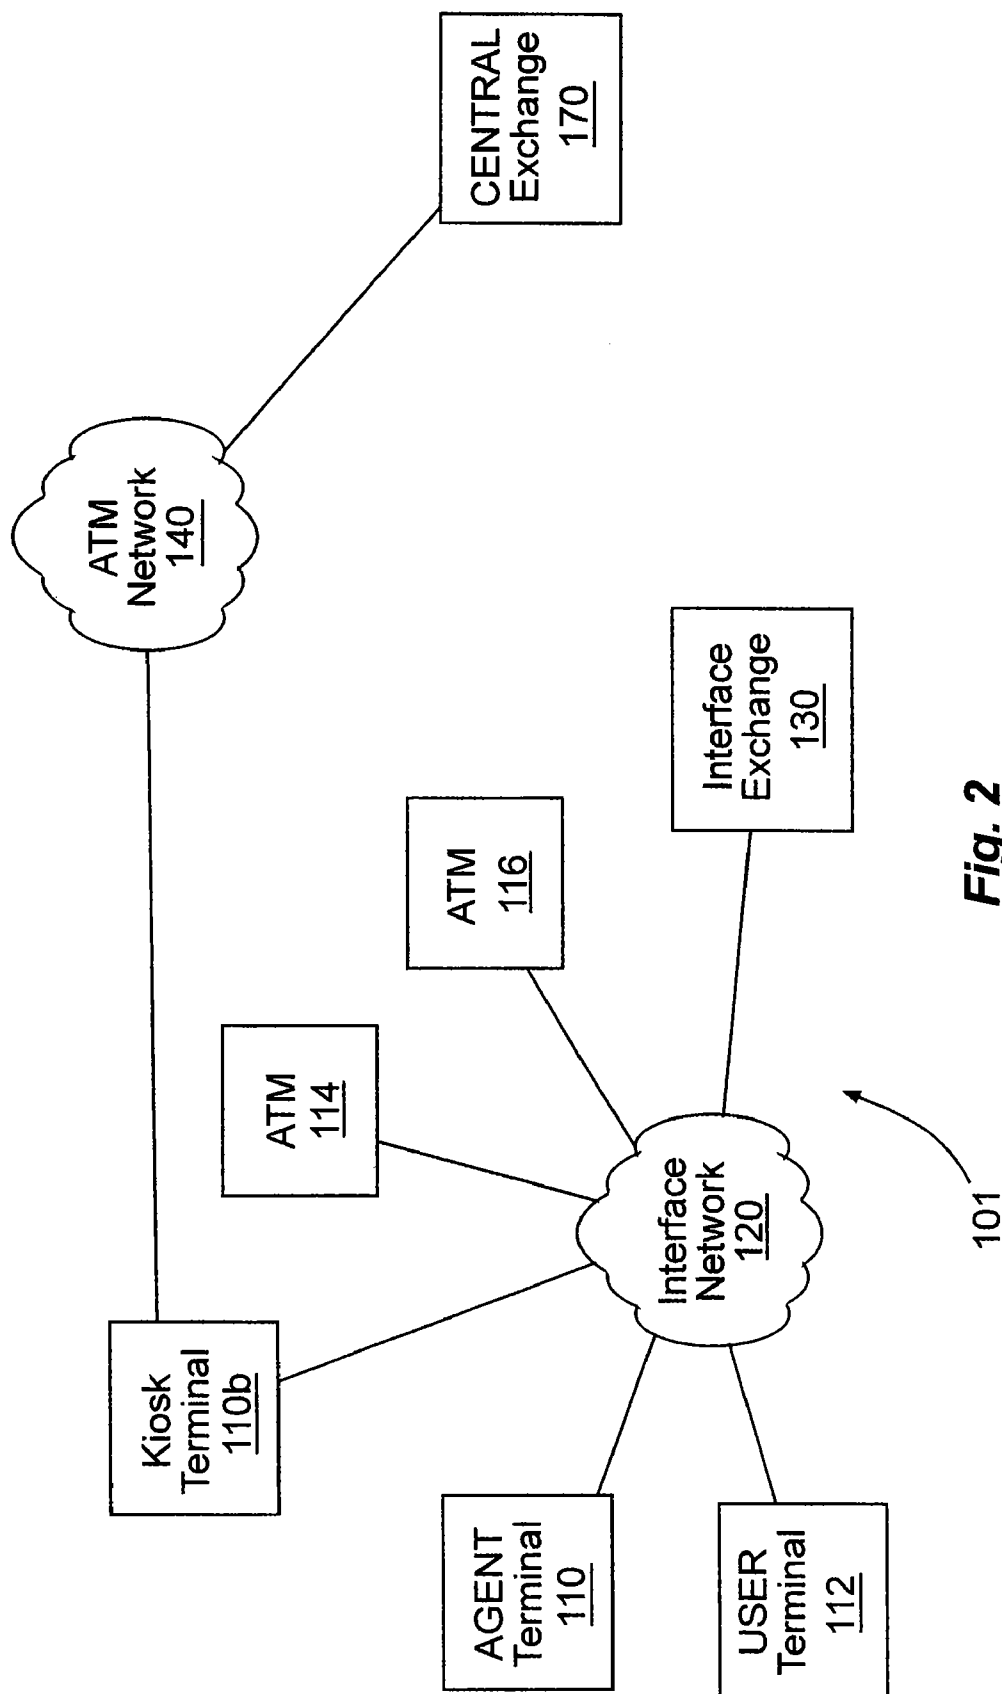 ATM
Network
140
CENTRAL
Exchange
170
Kiosk
Terminal
110b
ATM
114
ATM
116
AGENT
Terminal
110
Interface
Network
120
Interface
Exchange
130
USER
Terminal
112
101
Fig. 2